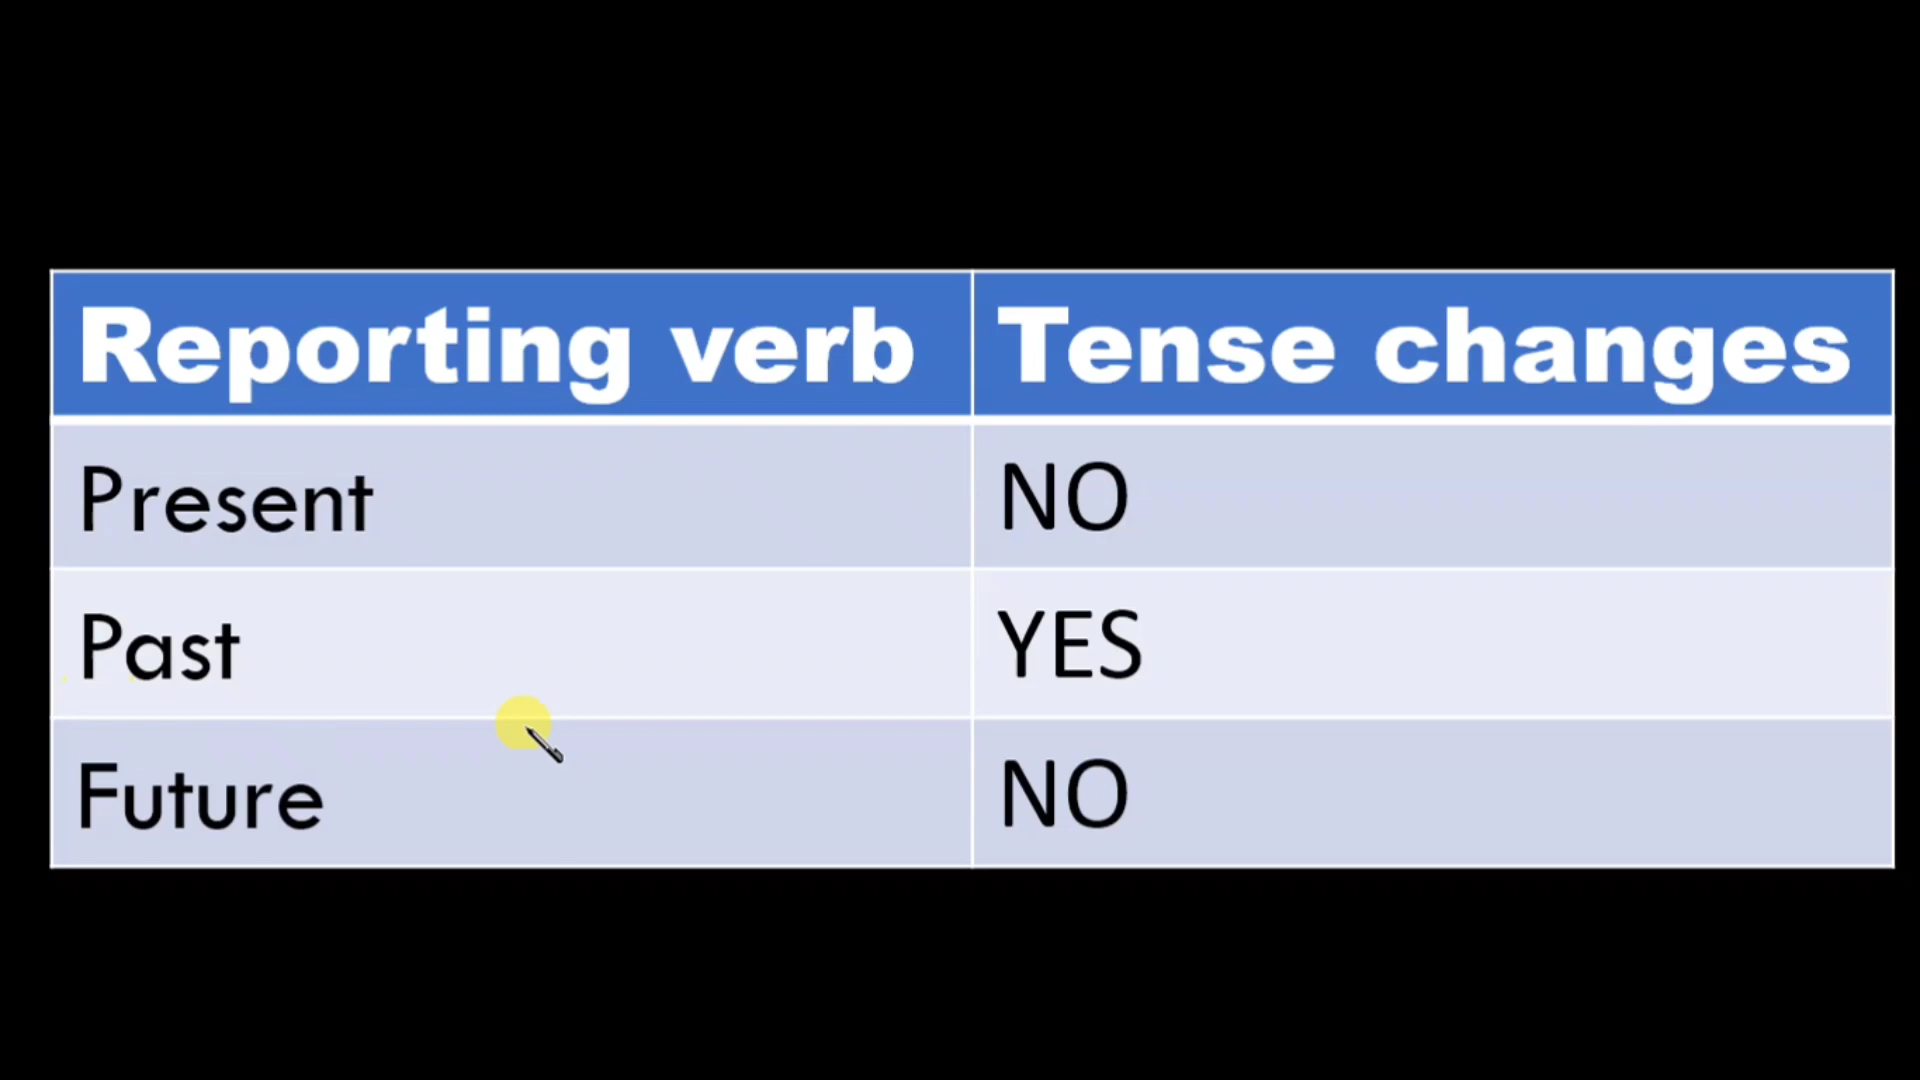 Reporting verb Tense changes
Present NO
Past YES
Future NO